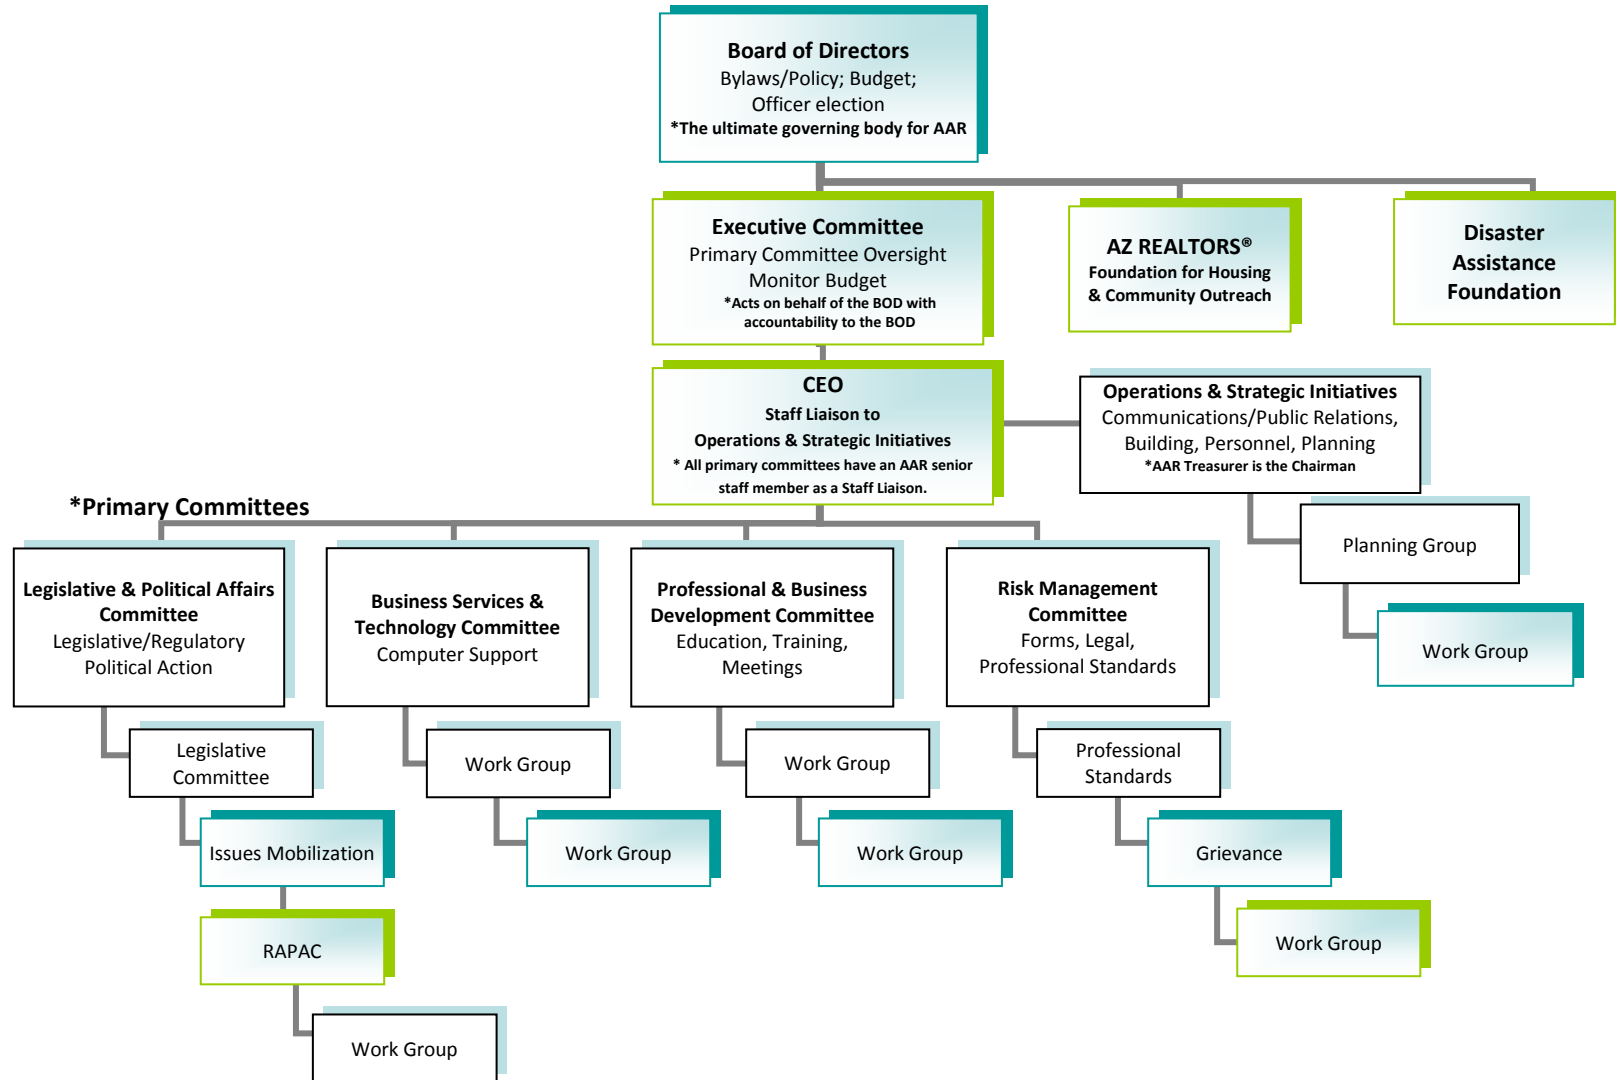 Board of Directors
Bylaws/Policy; Budget;
Officer election
*The ultimate governing body for AAR
Executive Committee
Primary Committee Oversight
Monitor Budget
*Acts on behalf of the BOD with
accountability to the BOD
AZ REALTORS®
Foundation for Housing
& Community Outreach
Disaster
Assistance
Foundation
CEO
Staff Liaison to
Operations & Strategic Initiatives
* All primary committees have an AAR senior
staff member as a Staff Liaison.
Operations & Strategic Initiatives
Communications/Public Relations,
Building, Personnel, Planning
*AAR Treasurer is the Chairman
Planning Group
Work Group
*Primary Committees
Legislative & Political Affairs
Committee
Legislative/Regulatory
Political Action
Business Services &
Technology Committee
Computer Support
Professional & Business
Development Committee
Education, Training,
Meetings
Risk Management
Committee
Forms, Legal,
Professional Standards
Legislative
Committee
Work Group
Work Group
Professional
Standards
Issues Mobilization
Work Group
Work Group
Grievance
RAPAC
Work Group
Work Group